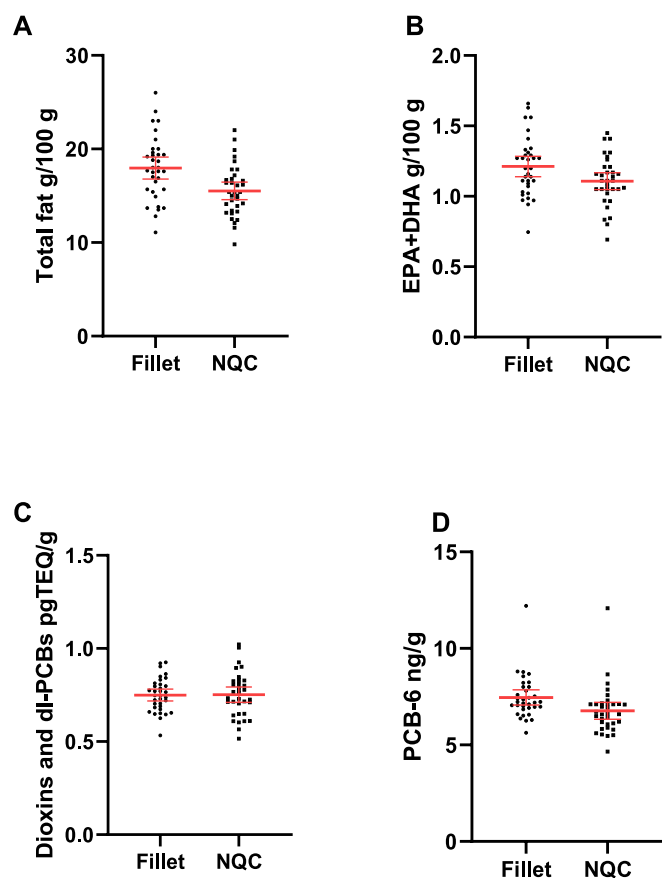 A
Total fat g/100 g
30
20
10
0
Fillet NQC
B
EPA+DHA g/100 g
2.0
1.5
1.0
0.5
0.0
Fillet NQC
C
Dioxins and dl-PCBs pgTEQ/g
1.5
1.0
0.5
0.0
Fillet NQC
D
PCB-6 ng/g
15
10
5
0
Fillet NQC